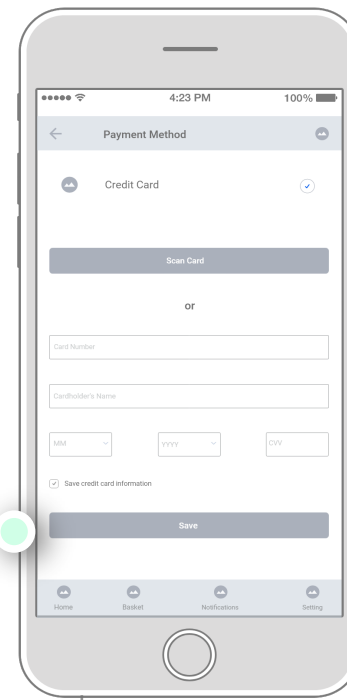 4:23 PM 100%
Payment Method
Credit Card
Scan Card
or
Card Number
Cardholder's Name
MM YYYY CVV
Save credit card information
Save
Home Basket Notifications Setting